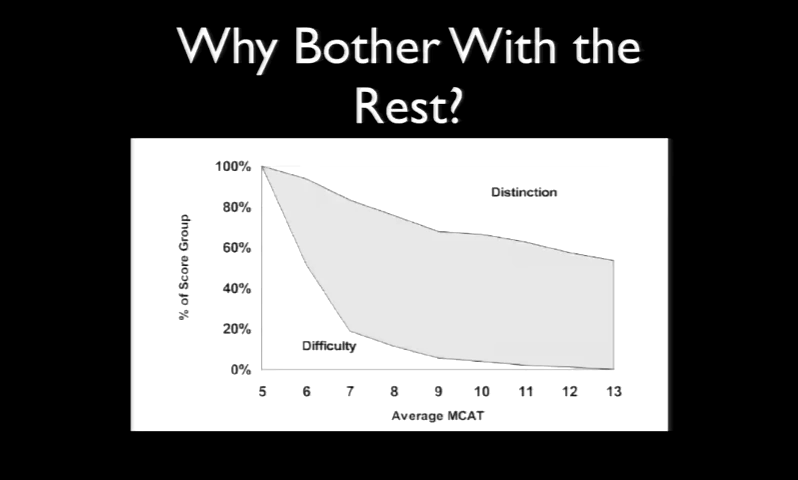 Why Bother With the
Rest?
100%
80%
60%
40%
20%
0%
% of Score Group
Distinction
Difficulty
5 6 7 8 9 10 11 12 13
Average MCAT